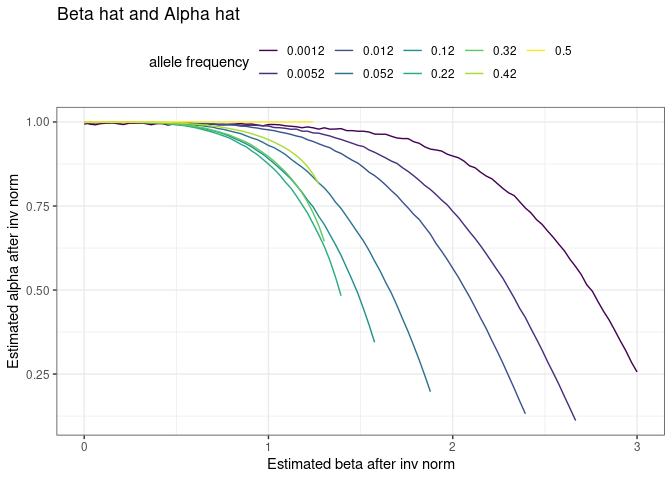 Beta hat and Alpha hat
allele frequency
0.0012 0.012 0.12 0.32 0.5
0.0052 0.052 0.22 0.42
1.00
0.75
0.50
0.25
Estimated alpha after inv norm
0 1 2 3
Estimated beta after inv norm